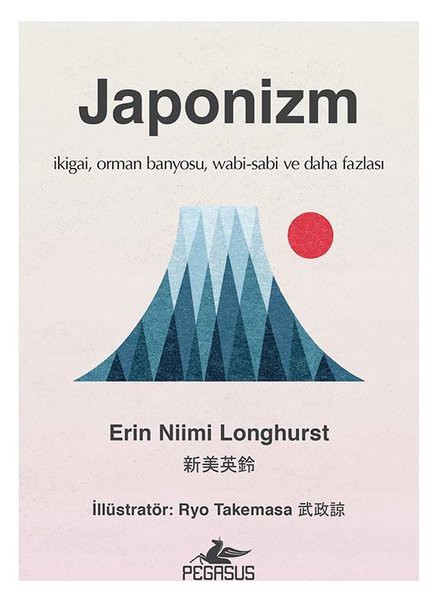 Japonizm
ikigai, orman banyosu, wabi-sabi ve daha fazlası
Erin Niimi Longhurst
新美英鈴
İllüstratör: Ryo Takemasa 武政諒
PEGASUS